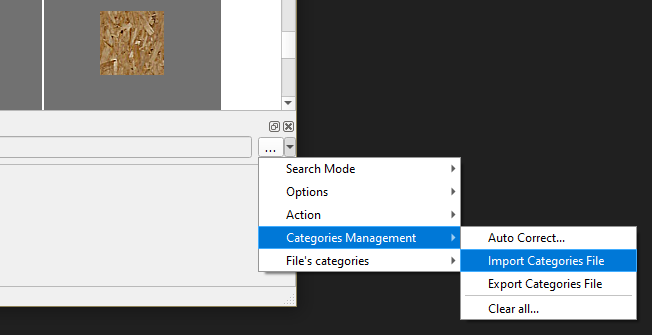 ...
Search Mode
Options
Action
Categories Management
File's categories
Auto Correct...
Import Categories File
Export Categories File
Clear all...